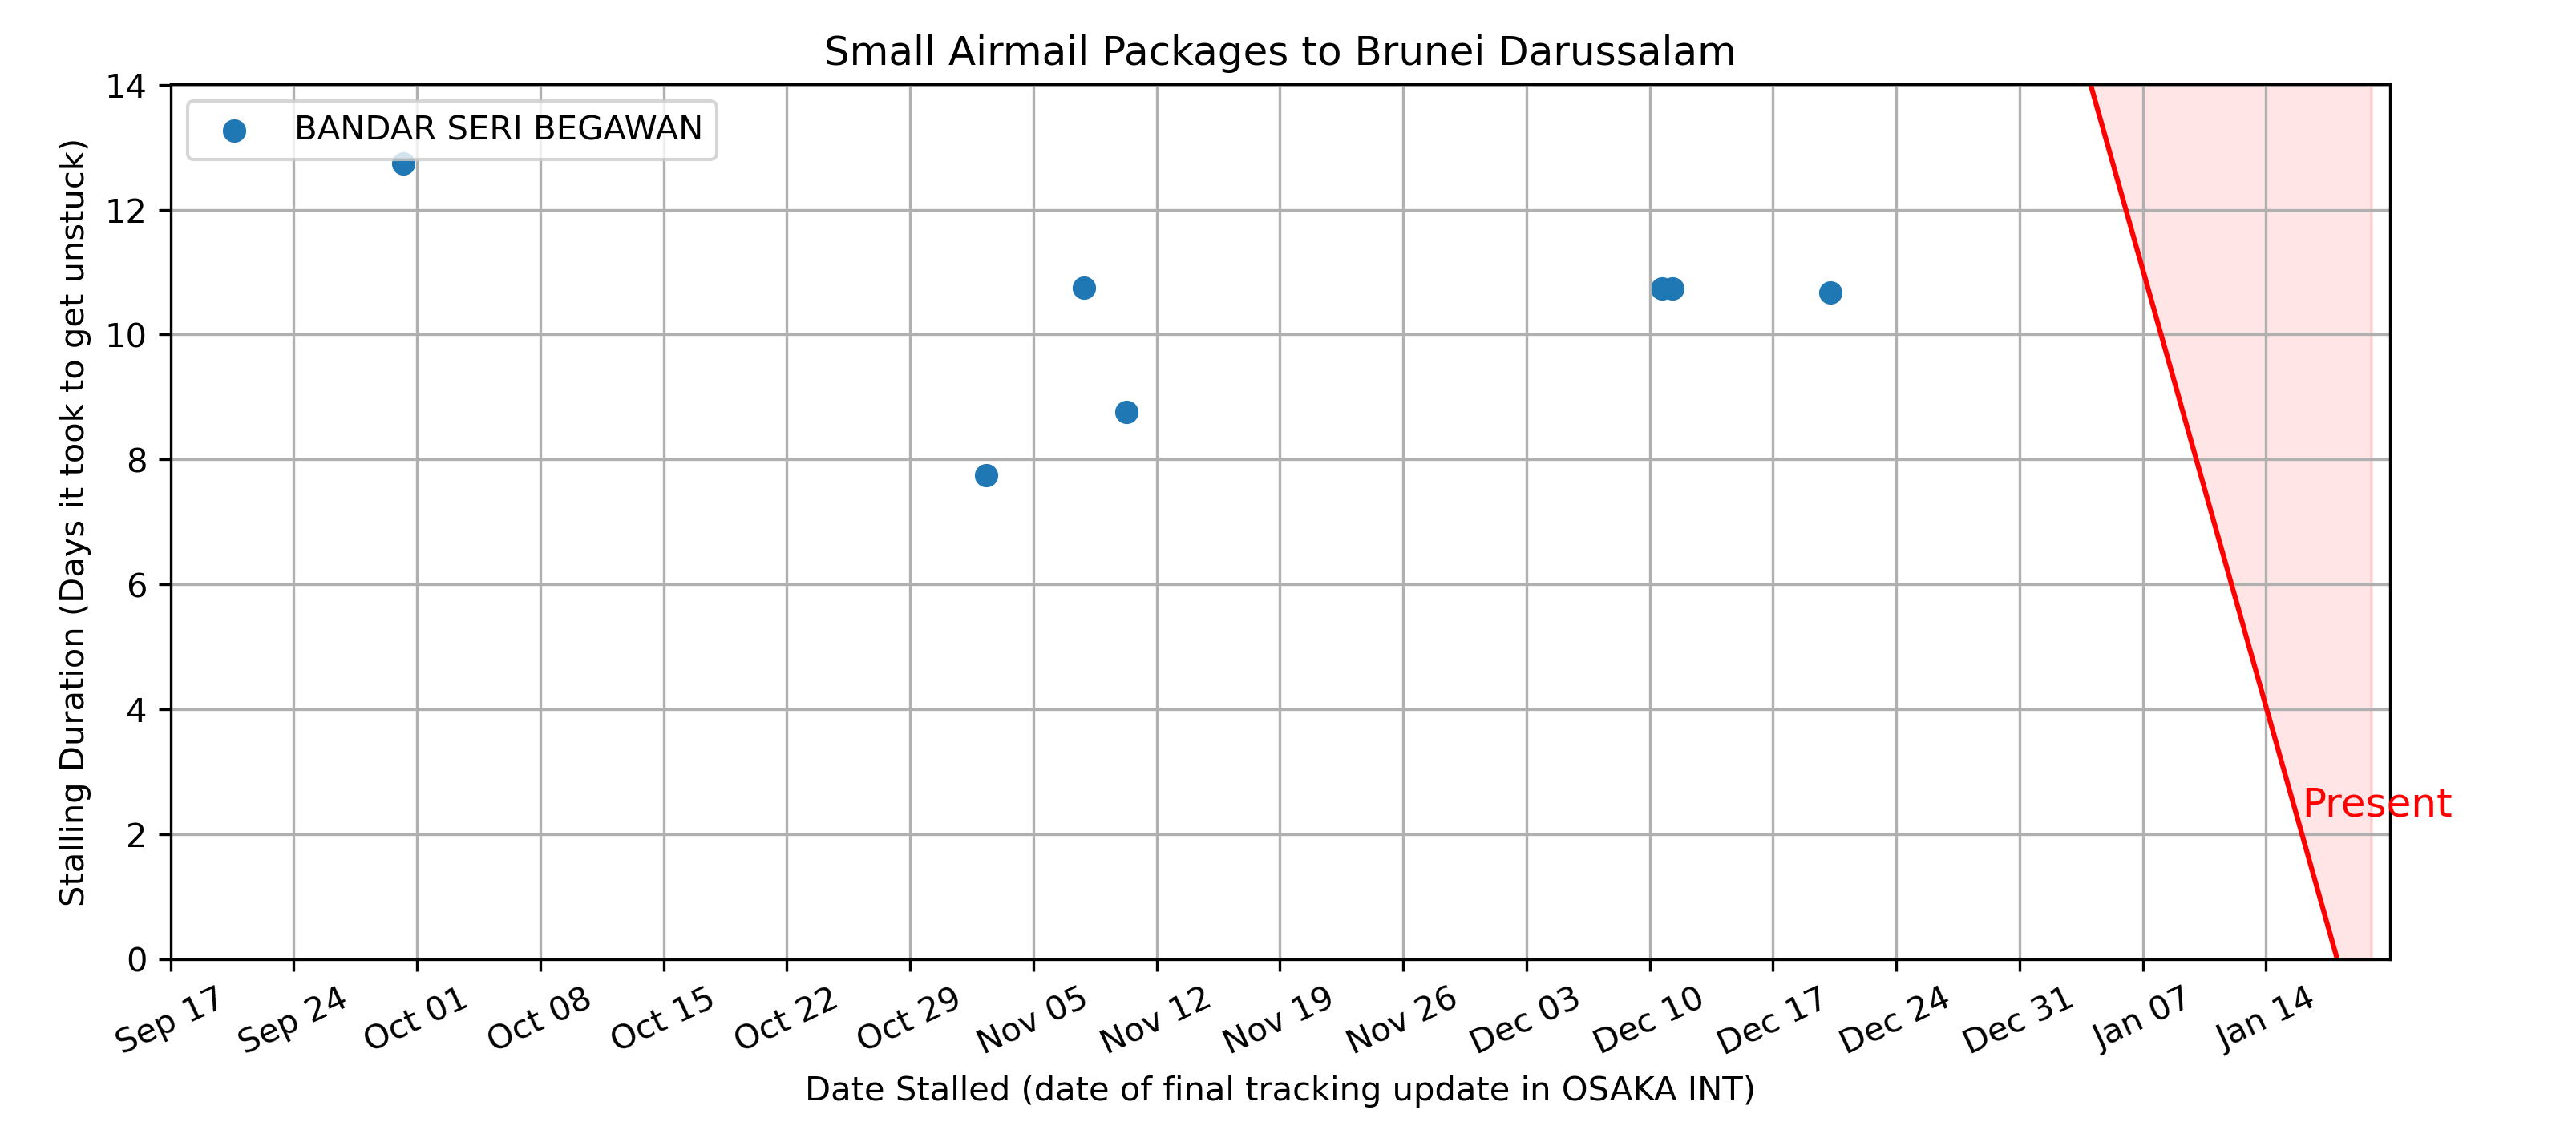 Small Airmail Packages to Brunei Darussalam
BANDAR SERI BEGAWAN
Stalling Duration (Days it took to get unstuck)
14
12
10
8
6
4
2
0
Present
Sep 17
Sep 24
Oct 01
Oct 08
Oct 15
Oct 22
Oct 29
Nov 05
Nov 12
Nov 19
Nov 26
Dec 03
Dec 10
Dec 17
Dec 24
Dec 31
Jan 07
Jan 14
Date Stalled (date of final tracking update in OSAKA INT)